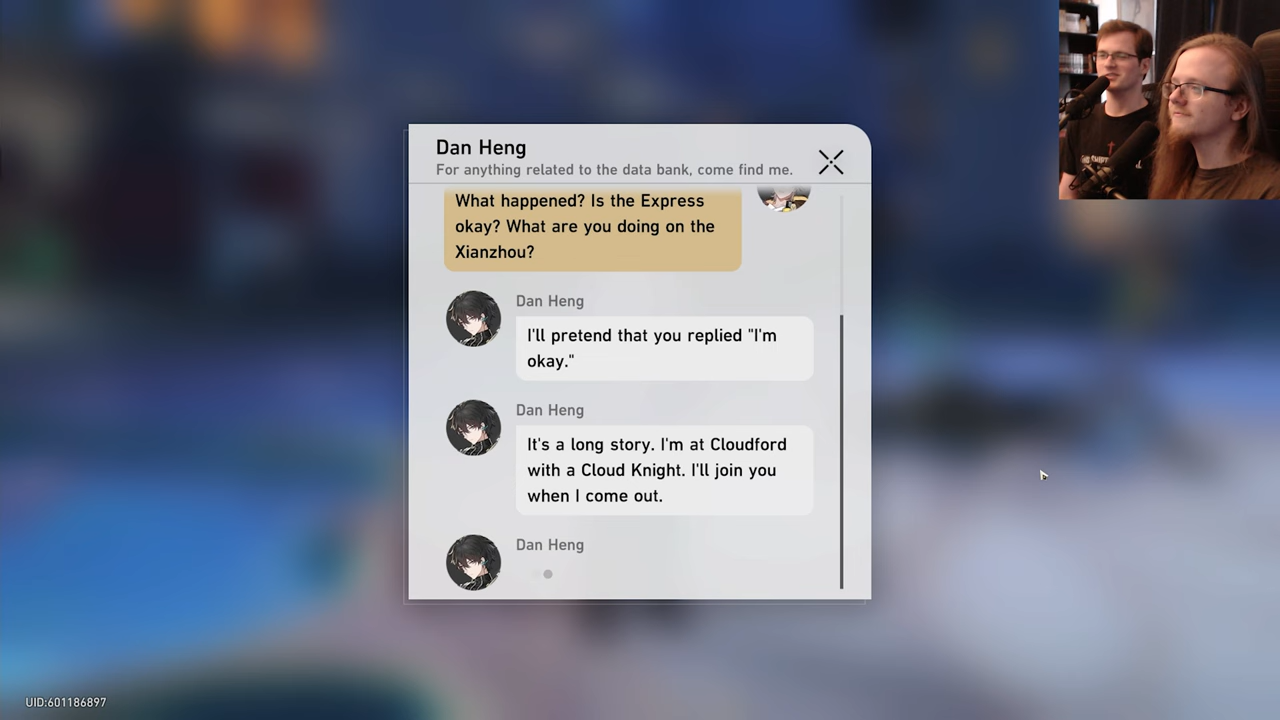 Dan Heng
For anything related to the data bank, come find me.
What happened? Is the Express
okay? What are you doing on the
Xianzhou?
Dan Heng
I'll pretend that you replied "I'm
okay."
Dan Heng
It's a long story. I'm at Cloudford
with a Cloud Knight. I'll join you
when I come out.
Dan Heng
UID:601186897